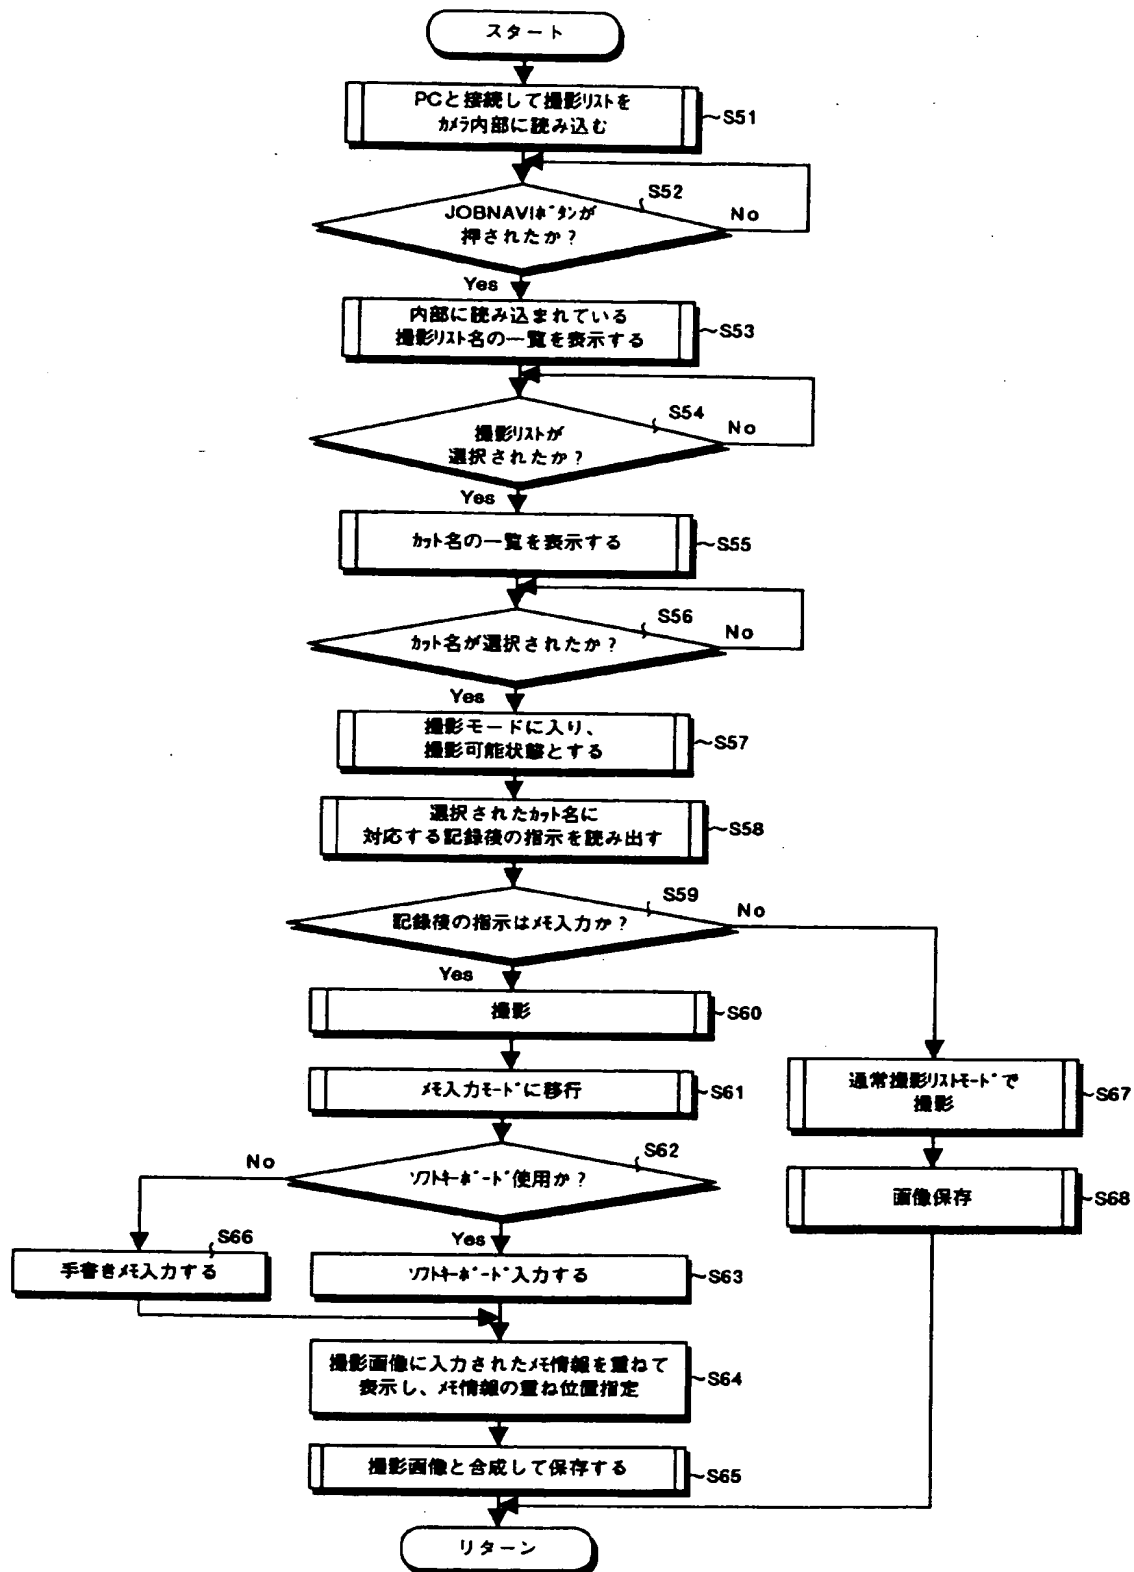 スタート
PCと接続して撮影リストを
カメラ内部に読み込む
S51
S52
JOBNAVIボタンが
押されたか?
No
Yes
内部に読み込まれている
撮影リスト名の一覧を表示する
S53
S54
撮影リストが
選択されたか?
No
Yes
カット名の一覧を表示する
S55
S56
カット名が選択されたか?
No
Yes
撮影モードに入り、
撮影可能状態とする
S57
選択されたカット名に
対応する記録後の指示を読み出す
S58
S59
記録後の指示はメモ入力か?
No
Yes
撮影
S60
メモ入力モードに移行
S61
通常撮影リストモードで
撮影
S67
S62
ソフトキーボード使用か?
No
Yes
画像保存
S68
S66
手書きメモ入力する
ソフトキーボード入力する
S63
撮影画像に入力されたメモ情報を重ねて
表示し、メモ情報の重ね位置指定
S64
撮影画像と合成して保存する
S65
リターン